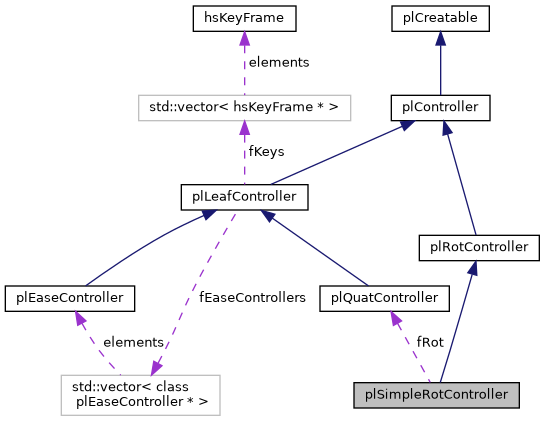 hsKeyFrame
plCreatable
elements
std::vector< hsKeyFrame * >
plController
fKeys
plLeafController
plRotController
plEaseController
fEaseControllers
plQuatController
elements
fRot
std::vector< class
plEaseController * >
plSimpleRotController